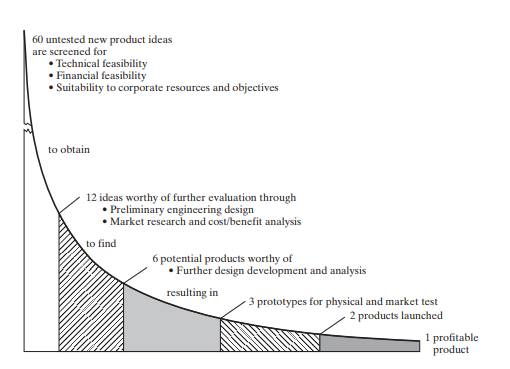 60 untested new product ideas
are screened for
• Technical feasibility
• Financial feasibility
• Suitability to corporate resources and objectives
to obtain
12 ideas worthy of further evaluation through
• Preliminary engineering design
• Market research and cost/benefit analysis
to find
6 potential products worthy of
• Further design development and analysis
resulting in
3 prototypes for physical and market test
2 products launched
1 profitable
product